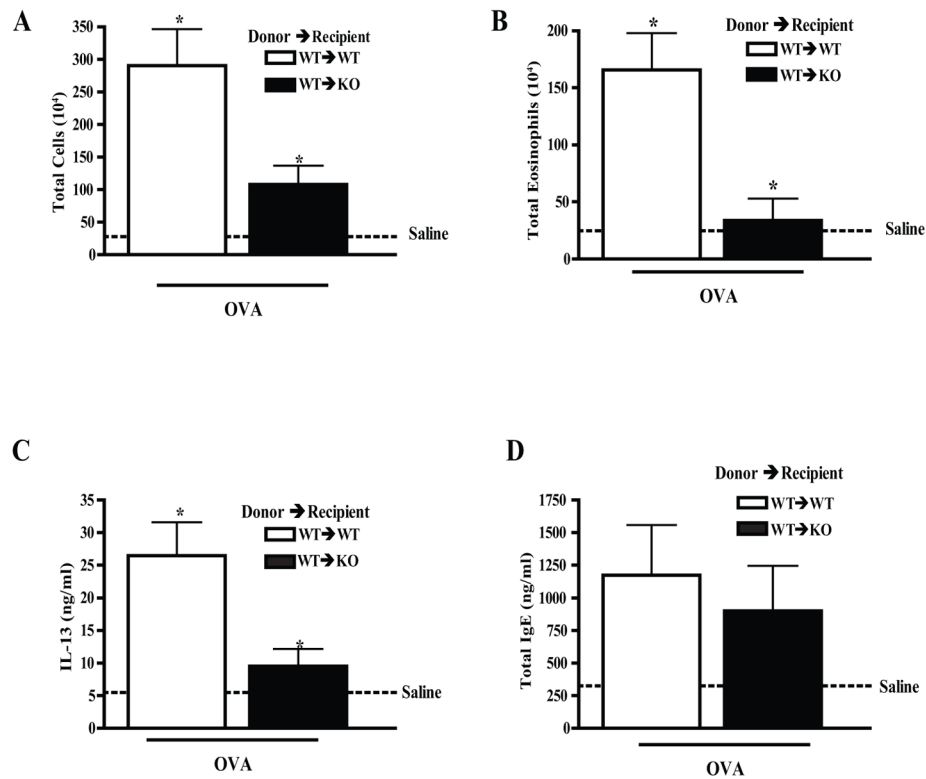 A
Total Cells (10⁴)
400
350
300
250
200
150
100
50
0
*
*
Donor ➔ Recipient
WT➔WT
WT➔KO
Saline
OVA
B
Total Eosinophils (10⁴)
200
150
100
50
0
*
*
Donor ➔ Recipient
WT➔WT
WT➔KO
Saline
OVA
C
IL-13 (ng/ml)
35
30
25
20
15
10
5
0
*
*
Donor ➔ Recipient
WT➔WT
WT➔KO
Saline
OVA
D
Total IgE (ng/ml)
1750
1500
1250
1000
750
500
250
0
Donor ➔ Recipient
WT➔WT
WT➔KO
Saline
OVA